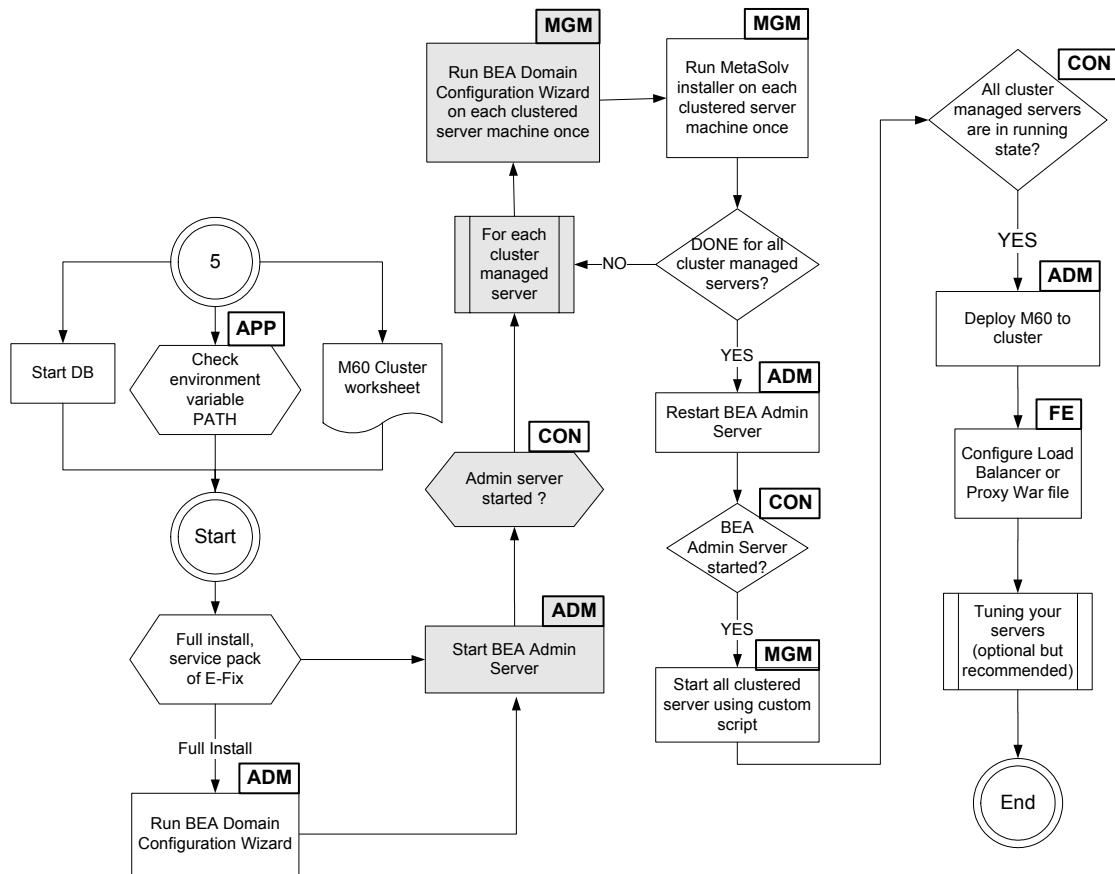 5
Start DB
APP
Check
environment
variable
PATH
M60 Cluster
worksheet
Start
Full install,
service pack
of E-Fix
Full Install
ADM
Run BEA Domain
Configuration Wizard
ADM
Start BEA Admin
Server
CON
Admin server
started ?
For each
cluster
managed
server
MGM
Run BEA Domain
Configuration Wizard
on each clustered
server machine once
MGM
Run MetaSolv
installer on each
clustered server
machine once
DONE for all
cluster managed
servers?
NO
YES
ADM
Restart BEA Admin
Server
CON
BEA
Admin Server
started?
YES
MGM
Start all clustered
server using custom
script
CON
All cluster
managed servers
are in running
state?
YES
ADM
Deploy M60 to
cluster
FE
Configure Load
Balancer or
Proxy War file
Tuning your
servers
(optional but
recommended)
End